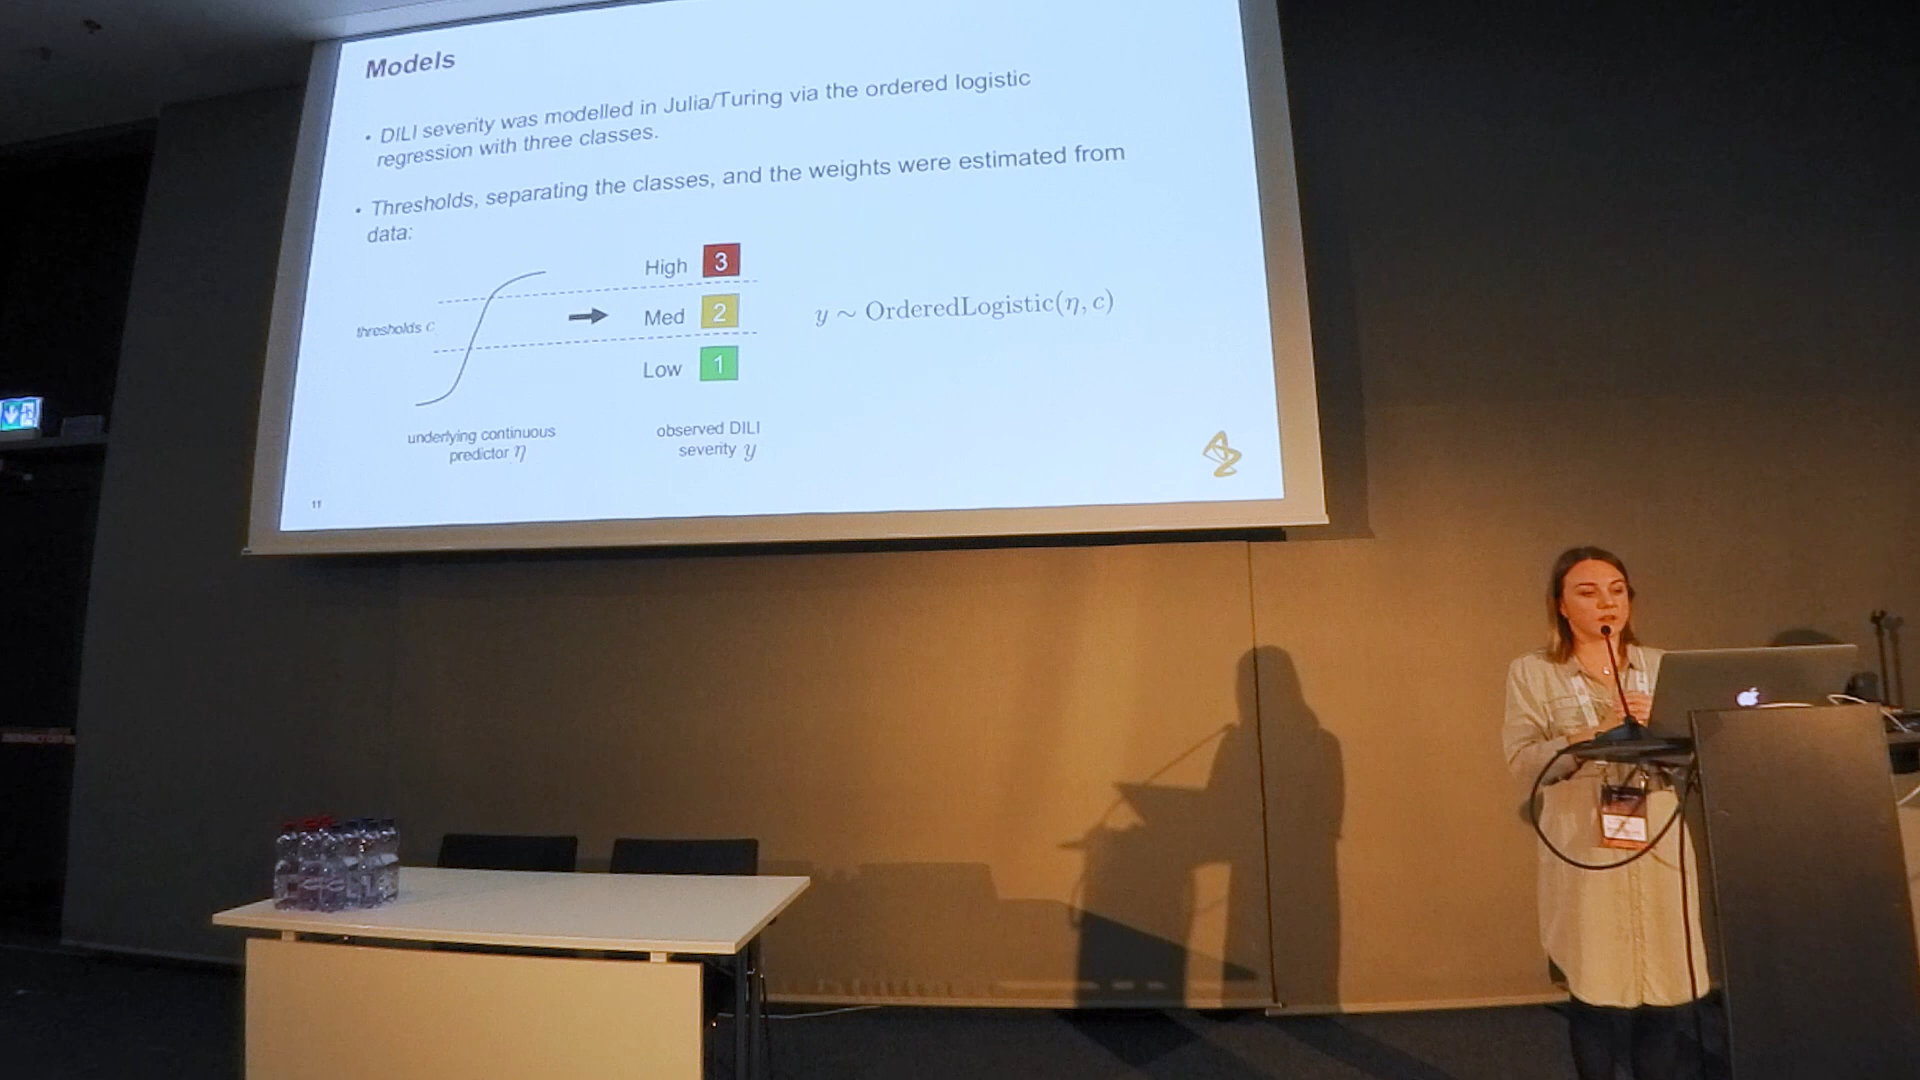 Models
• DILI severity was modelled in Julia/Turing via the ordered logistic
regression with three classes.
• Thresholds, separating the classes, and the weights were estimated from
data:
High 3
thresholds c
Med 2
y ~ OrderedLogistic(η, c)
Low 1
underlying continuous
predictor η
observed DILI
severity y
11